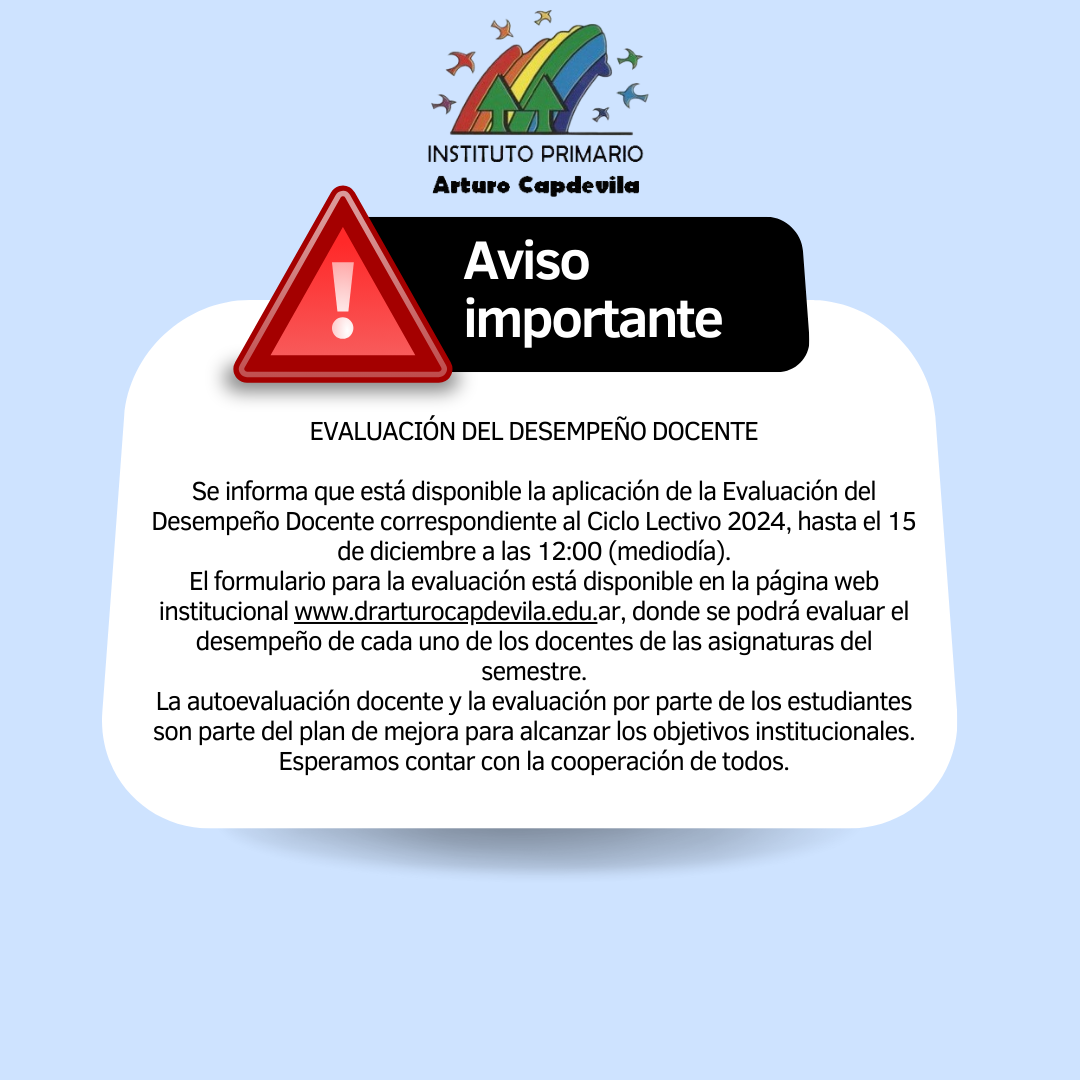 INSTITUTO PRIMARIO
Arturo Capdevila
Aviso
importante
EVALUACIÓN DEL DESEMPEÑO DOCENTE
Se informa que está disponible la aplicación de la Evaluación del
Desempeño Docente correspondiente al Ciclo Lectivo 2024, hasta el 15
de diciembre a las 12:00 (mediodía).
El formulario para la evaluación está disponible en la página web
institucional www.drarturocapdevila.edu.ar, donde se podrá evaluar el
desempeño de cada uno de los docentes de las asignaturas del
semestre.
La autoevaluación docente y la evaluación por parte de los estudiantes
son parte del plan de mejora para alcanzar los objetivos institucionales.
Esperamos contar con la cooperación de todos.